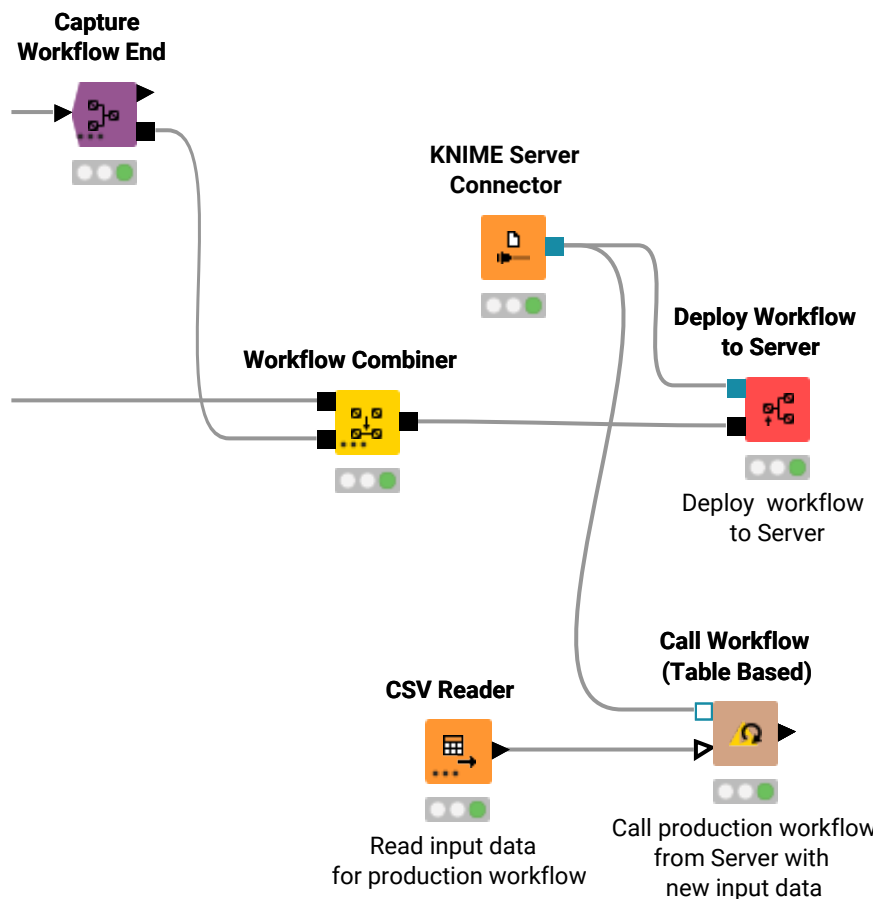 Capture
Workflow End
KNIME Server
Connector
Deploy Workflow
to Server
Workflow Combiner
Deploy workflow
to Server
Call Workflow
(Table Based)
CSV Reader
Read input data
for production workflow
Call production workflow
from Server with
new input data